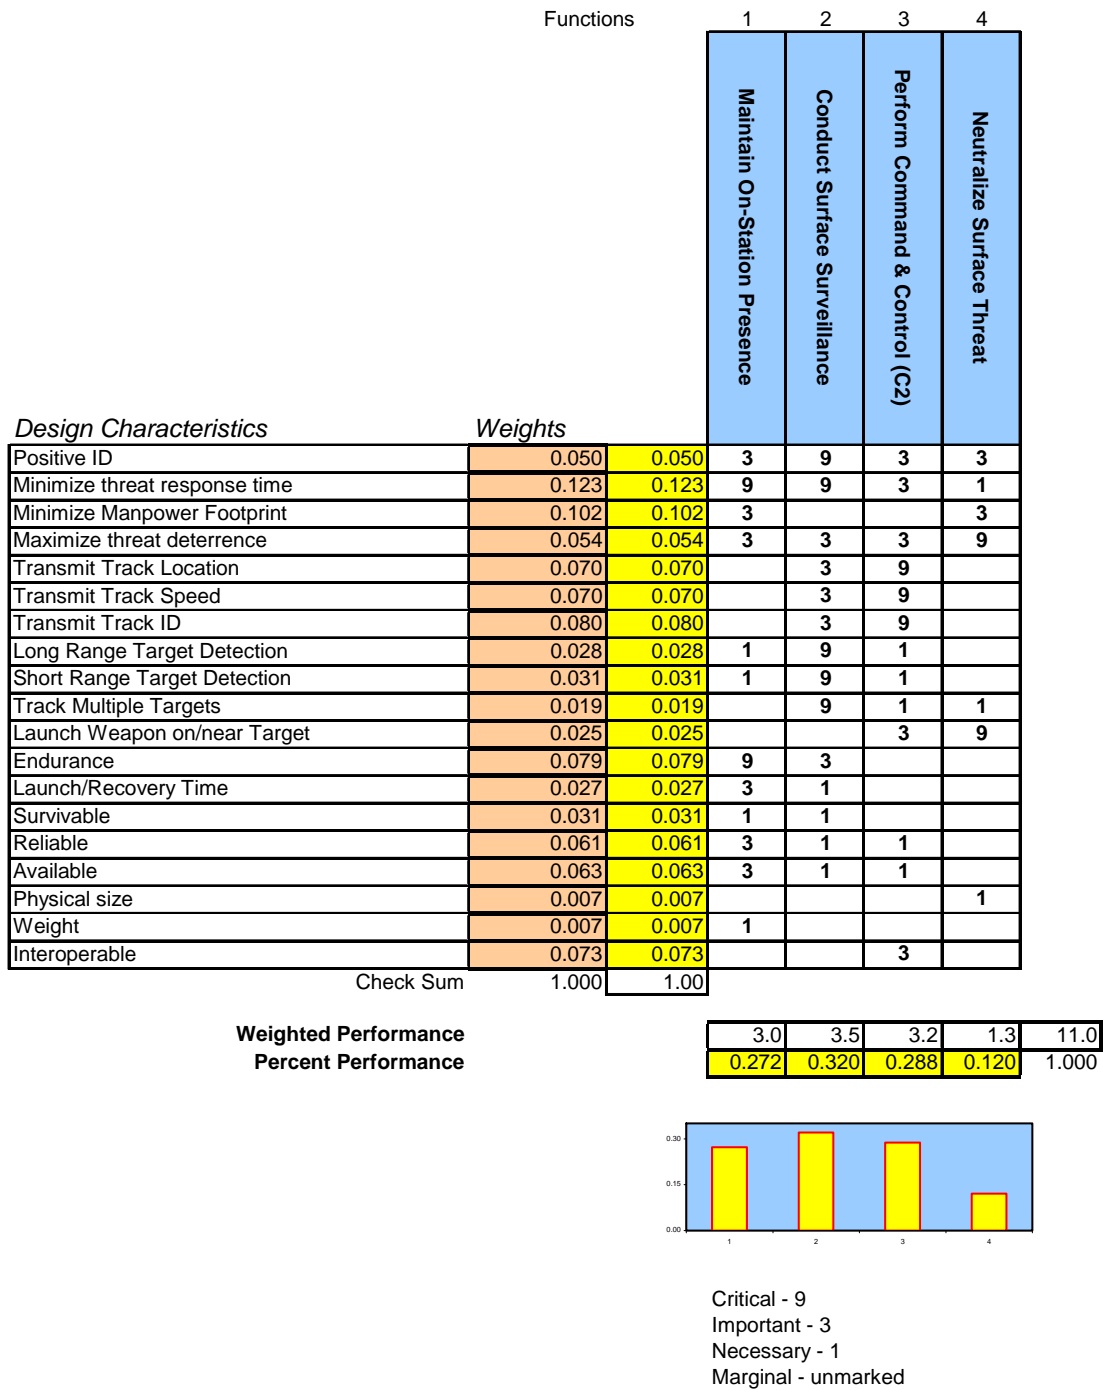 Functions 1 2 3 4
Maintain On-Station Presence
Conduct Surface Surveillance
Perform Command & Control (C2)
Neutralize Surface Threat
Design Characteristics Weights
Positive ID 0.050 0.050 3 9 3 3
Minimize threat response time 0.123 0.123 9 9 3 1
Minimize Manpower Footprint 0.102 0.102 3 3
Maximize threat deterrence 0.054 0.054 3 3 3 9
Transmit Track Location 0.070 0.070 3 9
Transmit Track Speed 0.070 0.070 3 9
Transmit Track ID 0.080 0.080 3 9
Long Range Target Detection 0.028 0.028 1 9 1
Short Range Target Detection 0.031 0.031 1 9 1
Track Multiple Targets 0.019 0.019 9 1 1
Launch Weapon on/near Target 0.025 0.025 3 9
Endurance 0.079 0.079 9 3
Launch/Recovery Time 0.027 0.027 3 1
Survivable 0.031 0.031 1 1
Reliable 0.061 0.061 3 1 1
Available 0.063 0.063 3 1 1
Physical size 0.007 0.007 1
Weight 0.007 0.007 1
Interoperable 0.073 0.073 3
Check Sum 1.000 1.00
Weighted Performance 3.0 3.5 3.2 1.3 11.0
Percent Performance 0.272 0.320 0.288 0.120 1.000
0.30
0.15
0.00
1 2 3 4
Critical - 9
Important - 3
Necessary - 1
Marginal - unmarked